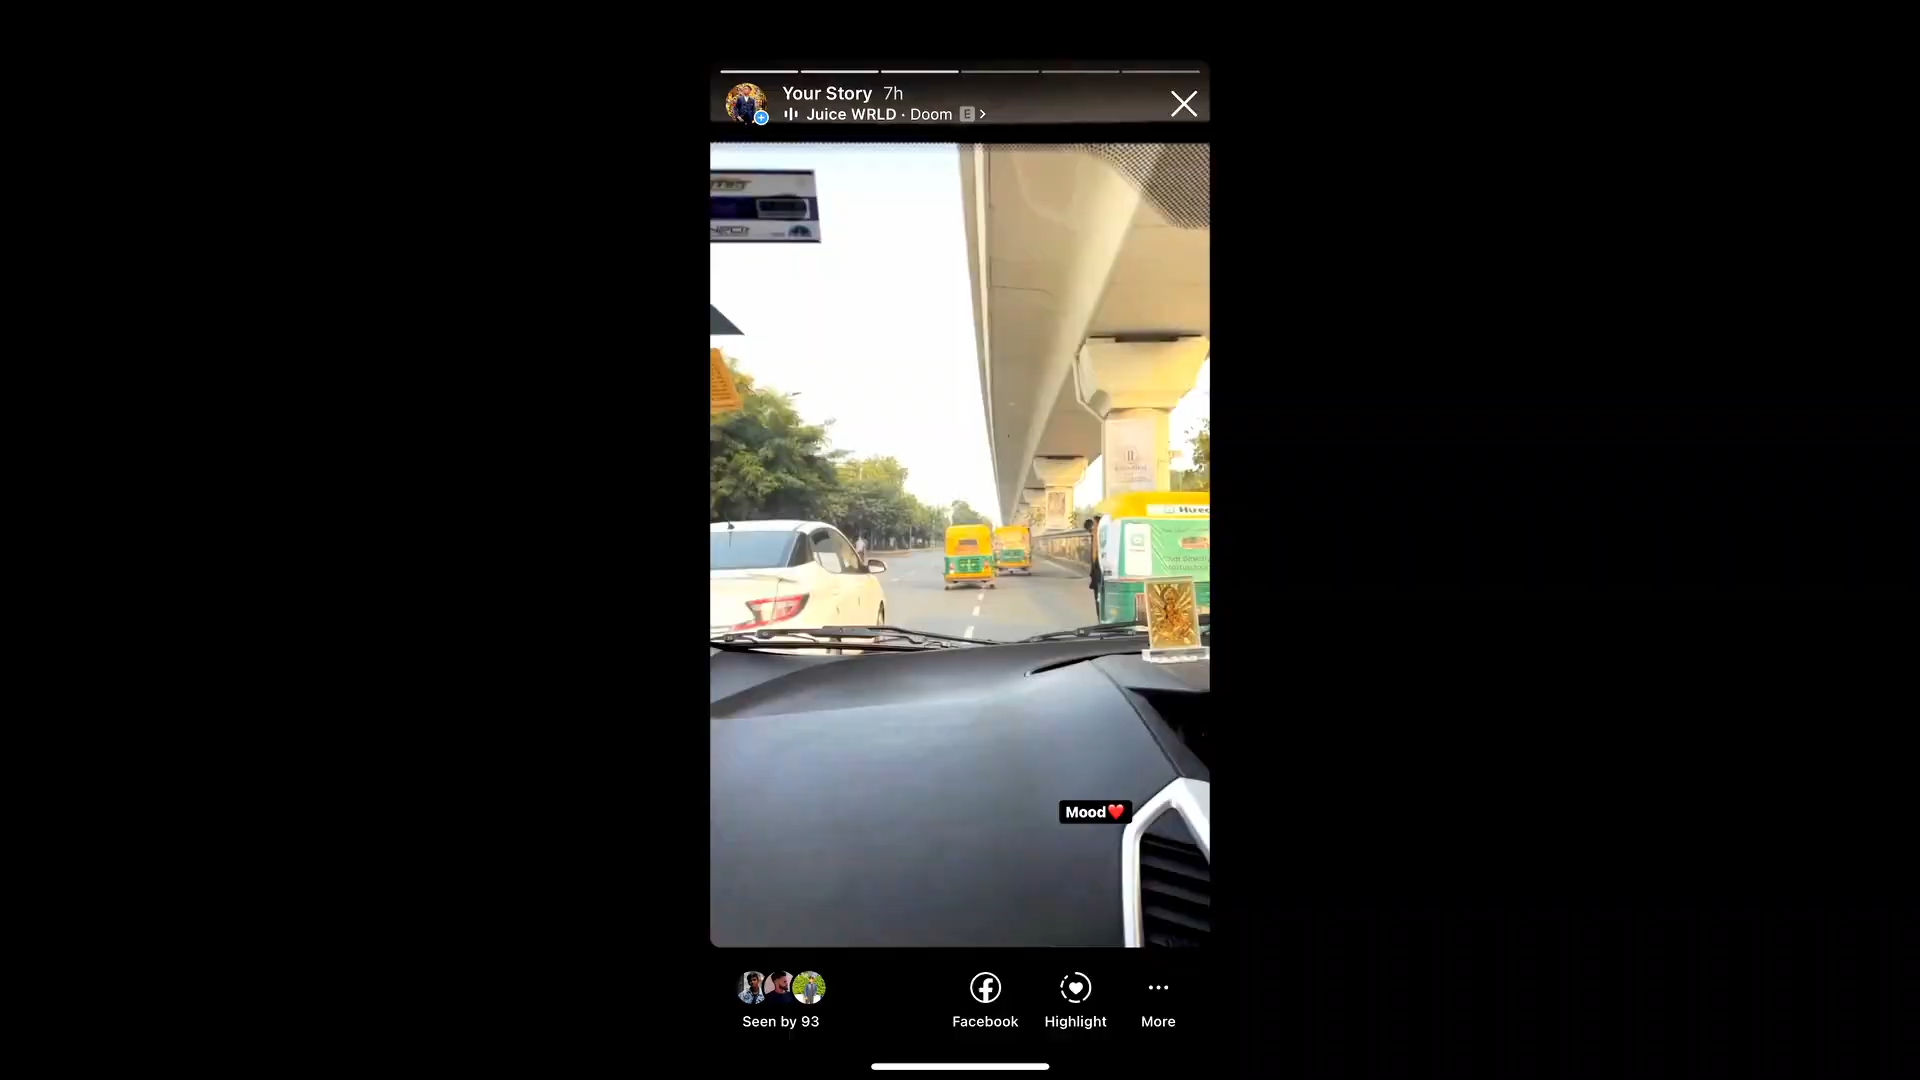 Your Story 7h
Juice WRLD · Doom E >
Mood❤️
Seen by 93
Facebook
Highlight
More